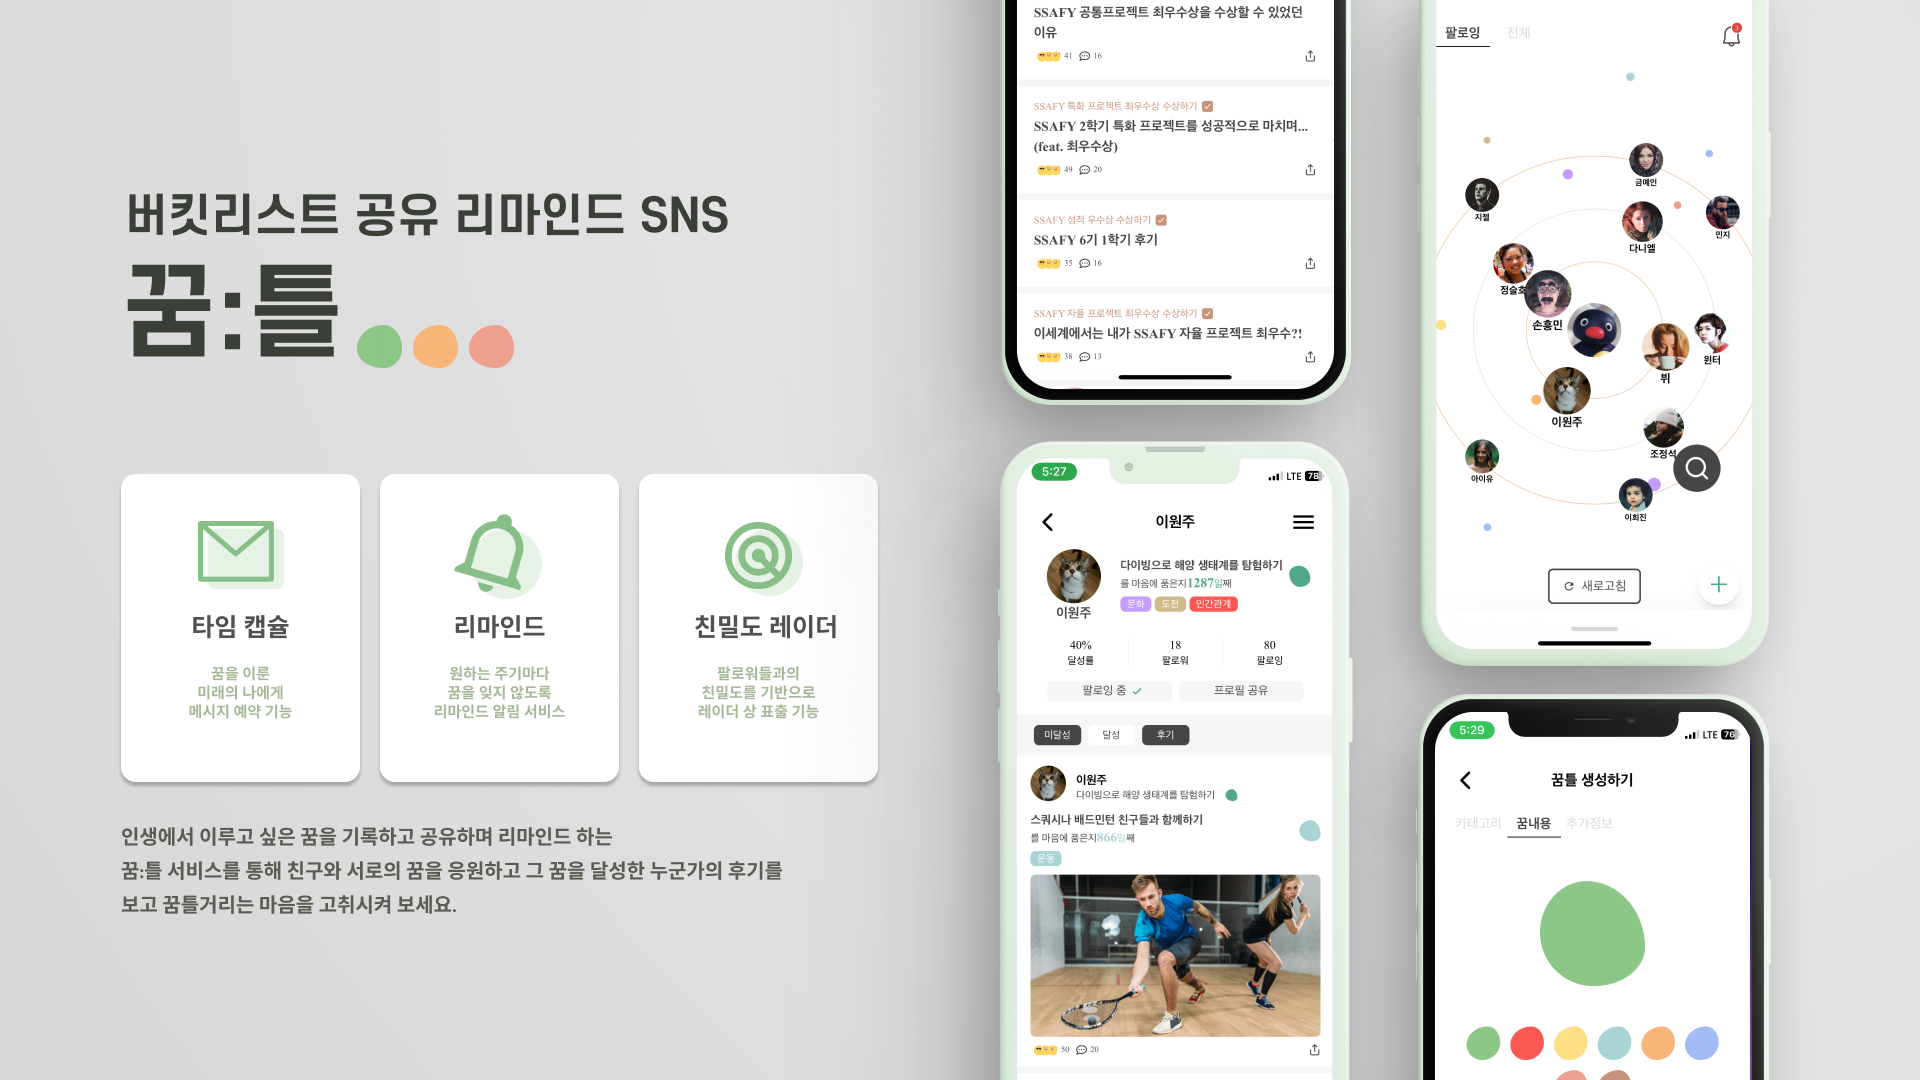 버킷리스트 공유 리마인드 SNS
꿈:틀
타임 캡슐
꿈을 이룬
미래의 나에게
메시지 예약 기능
리마인드
원하는 주기마다
꿈을 잊지 않도록
리마인드 알림 서비스
친밀도 레이더
팔로워들과의
친밀도를 기반으로
레이더 상 표출 기능
인생에서 이루고 싶은 꿈을 기록하고 공유하며 리마인드 하는
꿈:틀 서비스를 통해 친구와 서로의 꿈을 응원하고 그 꿈을 달성한 누군가의 후기를
보고 꿈틀거리는 마음을 고취시켜 보세요.
SSAFY 공통프로젝트 최우수상을 수상할 수 있었던
이유
41 16
SSAFY 특화 프로젝트 최우수상 수상하기
SSAFY 2학기 특화 프로젝트를 성공적으로 마치며...
(feat. 최우수상)
49 20
SSAFY 성적 우수상 수상하기
SSAFY 6기 1학기 후기
35 16
SSAFY 자율 프로젝트 최우수상 수상하기
이세계에서는 내가 SSAFY 자율 프로젝트 최우수?!
38 13
5:27
LTE 78
이원주
다이빙으로 해양 생태계를 탐험하기
를 마음에 품은지1287일째
문화 도전 인간관계
이원주
40% 18 80
달성률 팔로워 팔로잉
팔로잉 중 프로필 공유
미달성 달성 후기
이원주
다이빙으로 해양 생태계를 탐험하기
스쿼시나 배드민턴 친구들과 함께하기
를 마음에 품은지866일째
운동
50 20
팔로잉 전체
금예인
지젤
민지
다니엘
정슬호
손흥민
윈터
뷔
이원주
조정석
아이유
이희진
새로고침
5:29
LTE 76
꿈틀 생성하기
카테고리 꿈내용 추가정보